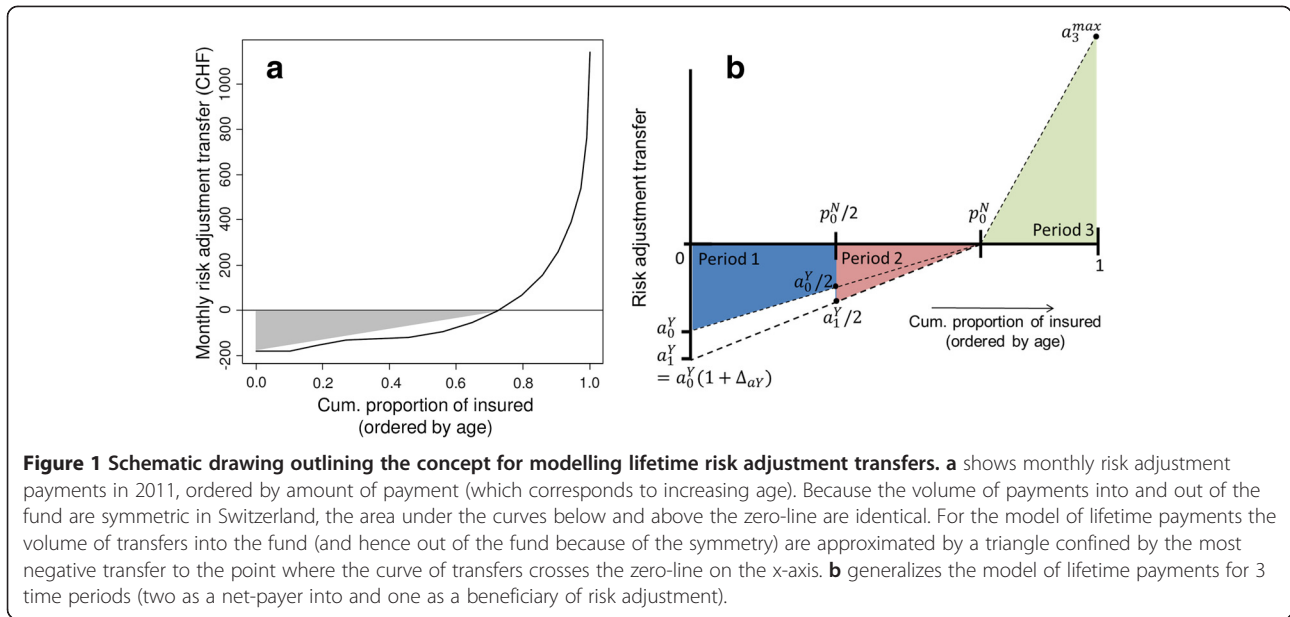 a
Monthly risk adjustment transfer (CHF)
1000
800
600
400
200
0
-200
0.0 0.2 0.4 0.6 0.8 1.0
Cum. proportion of insured
(ordered by age)
b
Risk adjustment transfer
a_3^{max}
p_0^N/2
p_0^N
0
Period 1
Period 2
Period 3
1
a_0^Y/2
a_1^Y/2
a_0^Y
a_1^Y
= a_0^Y(1 + Δ_{aY})
Cum. proportion of insured
(ordered by age)
Figure 1 Schematic drawing outlining the concept for modelling lifetime risk adjustment transfers. a shows monthly risk adjustment
payments in 2011, ordered by amount of payment (which corresponds to increasing age). Because the volume of payments into and out of the
fund are symmetric in Switzerland, the area under the curves below and above the zero-line are identical. For the model of lifetime payments the
volume of transfers into the fund (and hence out of the fund because of the symmetry) are approximated by a triangle confined by the most
negative transfer to the point where the curve of transfers crosses the zero-line on the x-axis. b generalizes the model of lifetime payments for 3
time periods (two as a net-payer into and one as a beneficiary of risk adjustment).